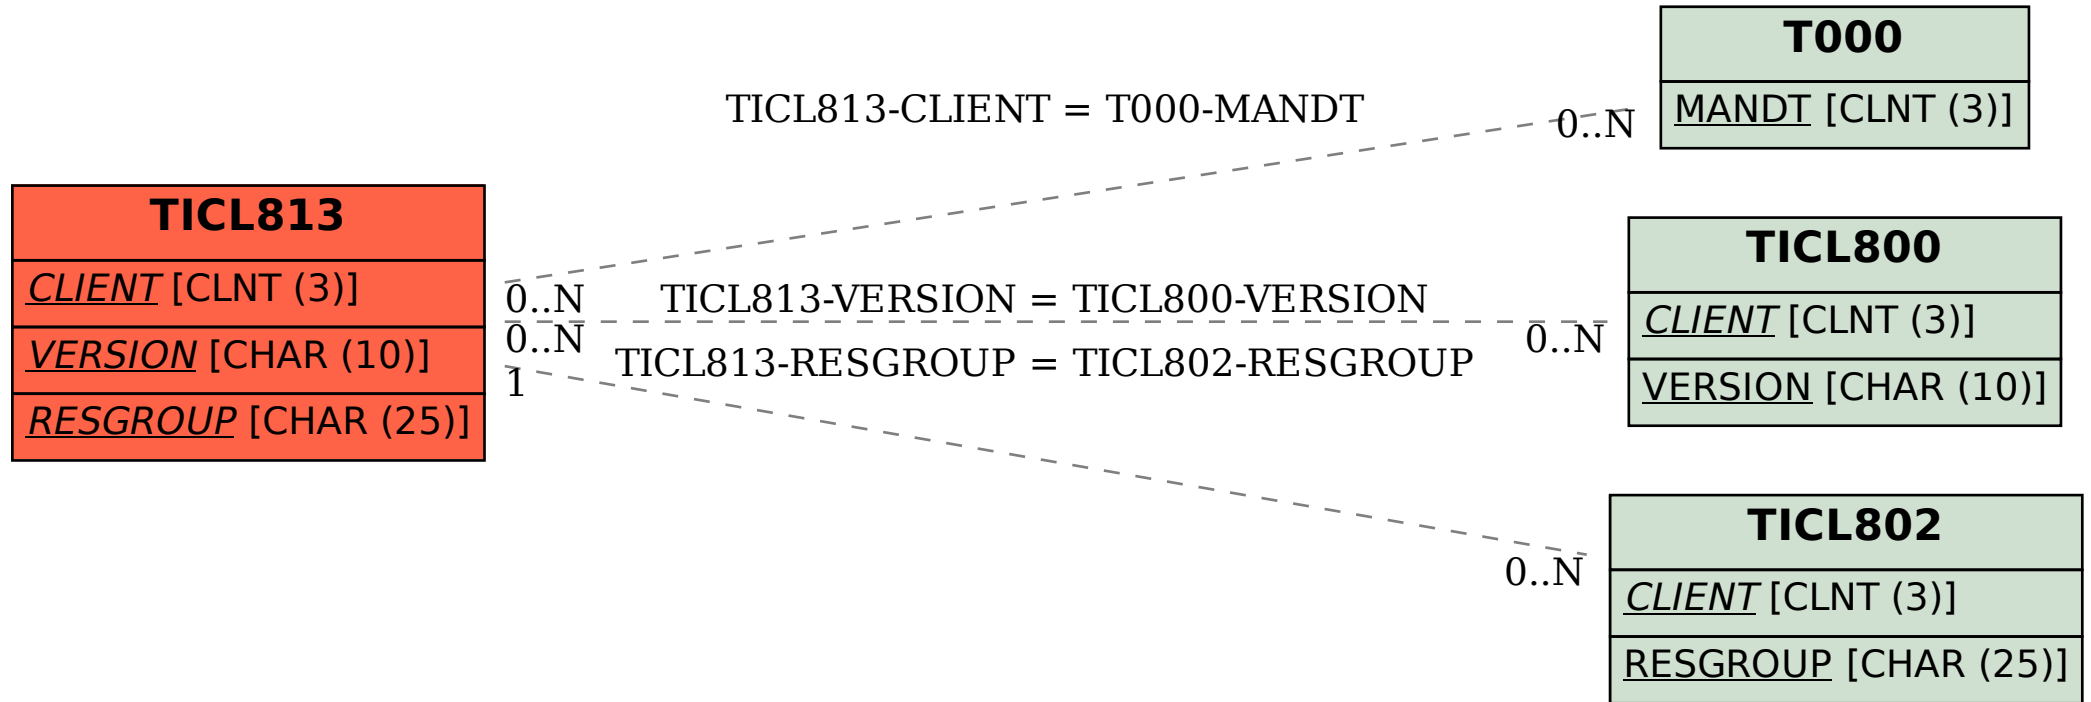 TICL813
CLIENT [CLNT (3)]
VERSION [CHAR (10)]
RESGROUP [CHAR (25)]
TICL813-CLIENT = T000-MANDT
0..N
0..N
TICL813-VERSION = TICL800-VERSION
0..N
0..N
TICL813-RESGROUP = TICL802-RESGROUP
1
0..N
T000
MANDT [CLNT (3)]
TICL800
CLIENT [CLNT (3)]
VERSION [CHAR (10)]
TICL802
CLIENT [CLNT (3)]
RESGROUP [CHAR (25)]